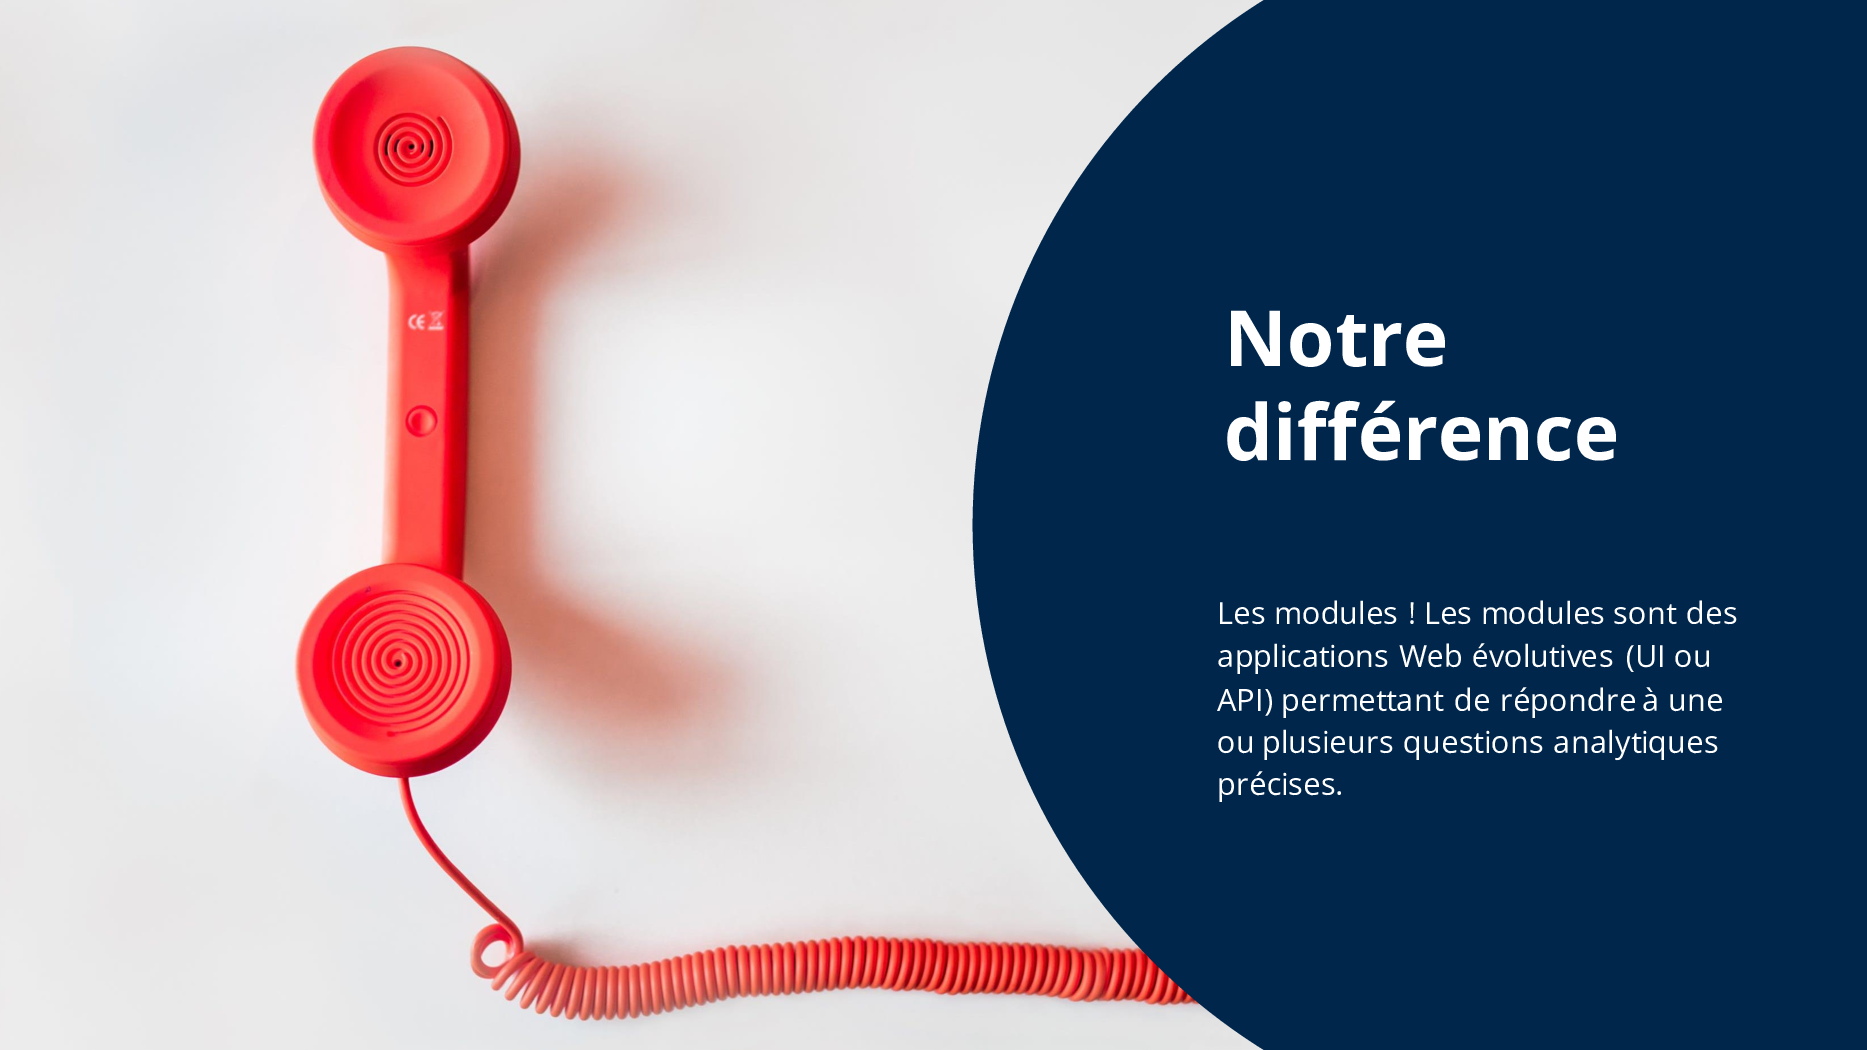 Notre
différence
Les modules ! Les modules sont des
applications Web évolutives (UI ou
API) permettant de répondre à une
ou plusieurs questions analytiques
précises.
CE